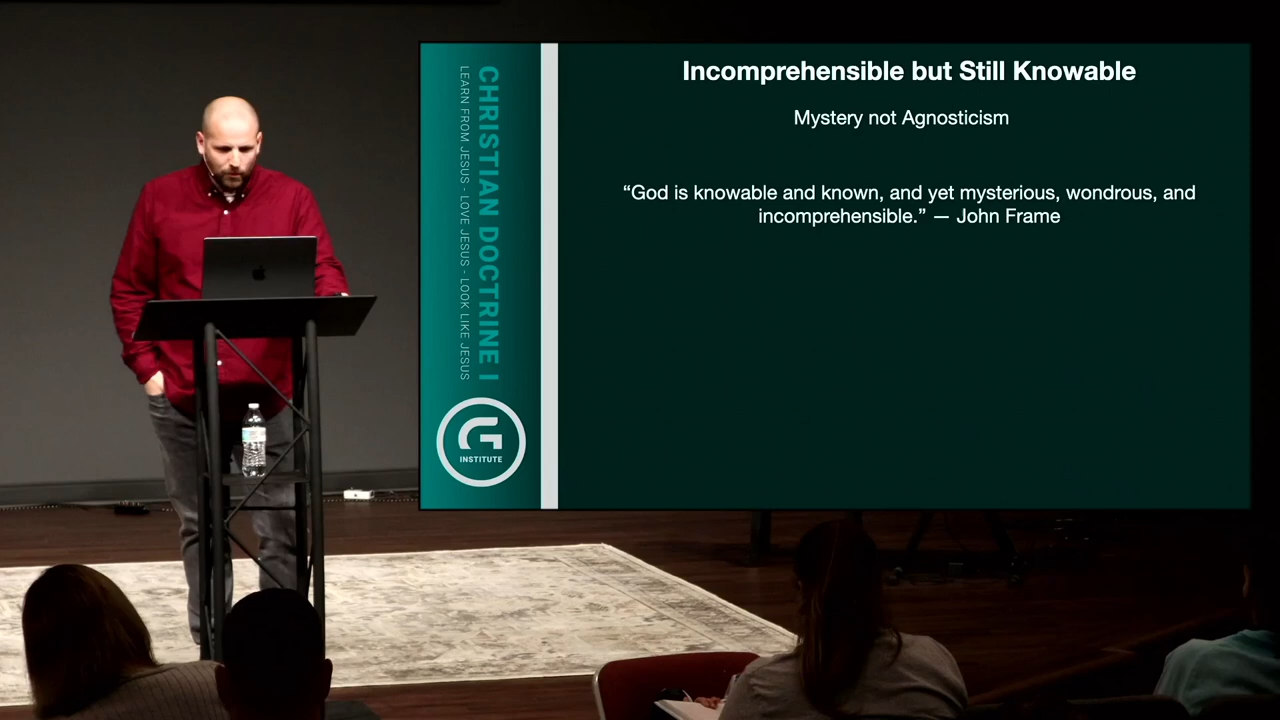 Incomprehensible but Still Knowable
Mystery not Agnosticism
“God is knowable and known, and yet mysterious, wondrous, and
incomprehensible.” — John Frame
CHRISTIAN DOCTRINE I
LEARN FROM JESUS - LOVE JESUS - LOOK LIKE JESUS
G
INSTITUTE